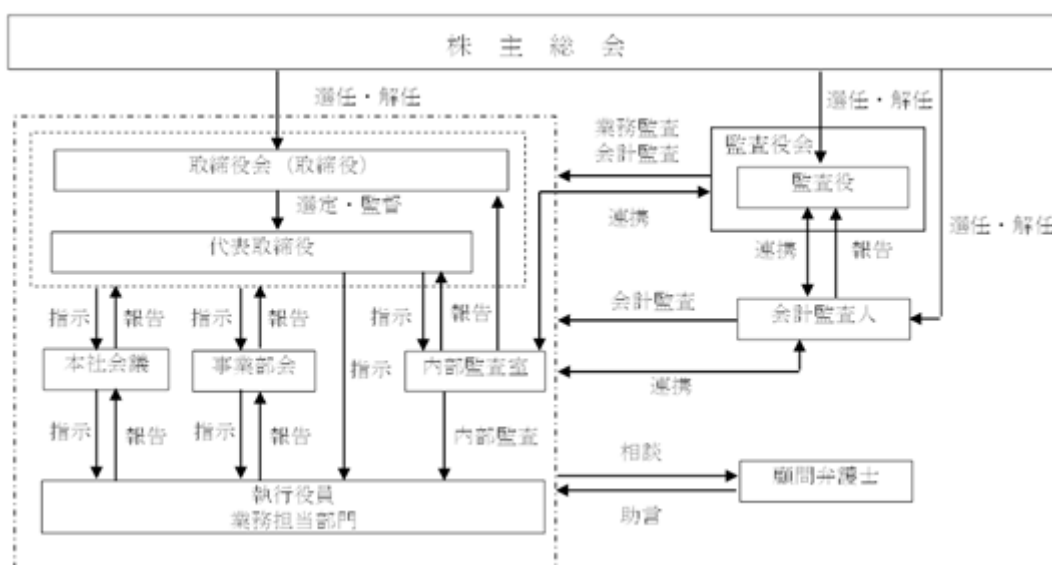 株主総会
選任・解任
選任・解任
業務監査
会計監査
監査役会
取締役会（取締役）
監査役
選定・監督
連携
選任・解任
代表取締役
連携
報告
指示
報告
指示
報告
指示
報告
会計監査
会計監査人
本社会議
事業部会
指示
内部監査室
連携
指示
報告
指示
報告
内部監査
相談
執行役員
業務担当部門
顧問弁護士
助言